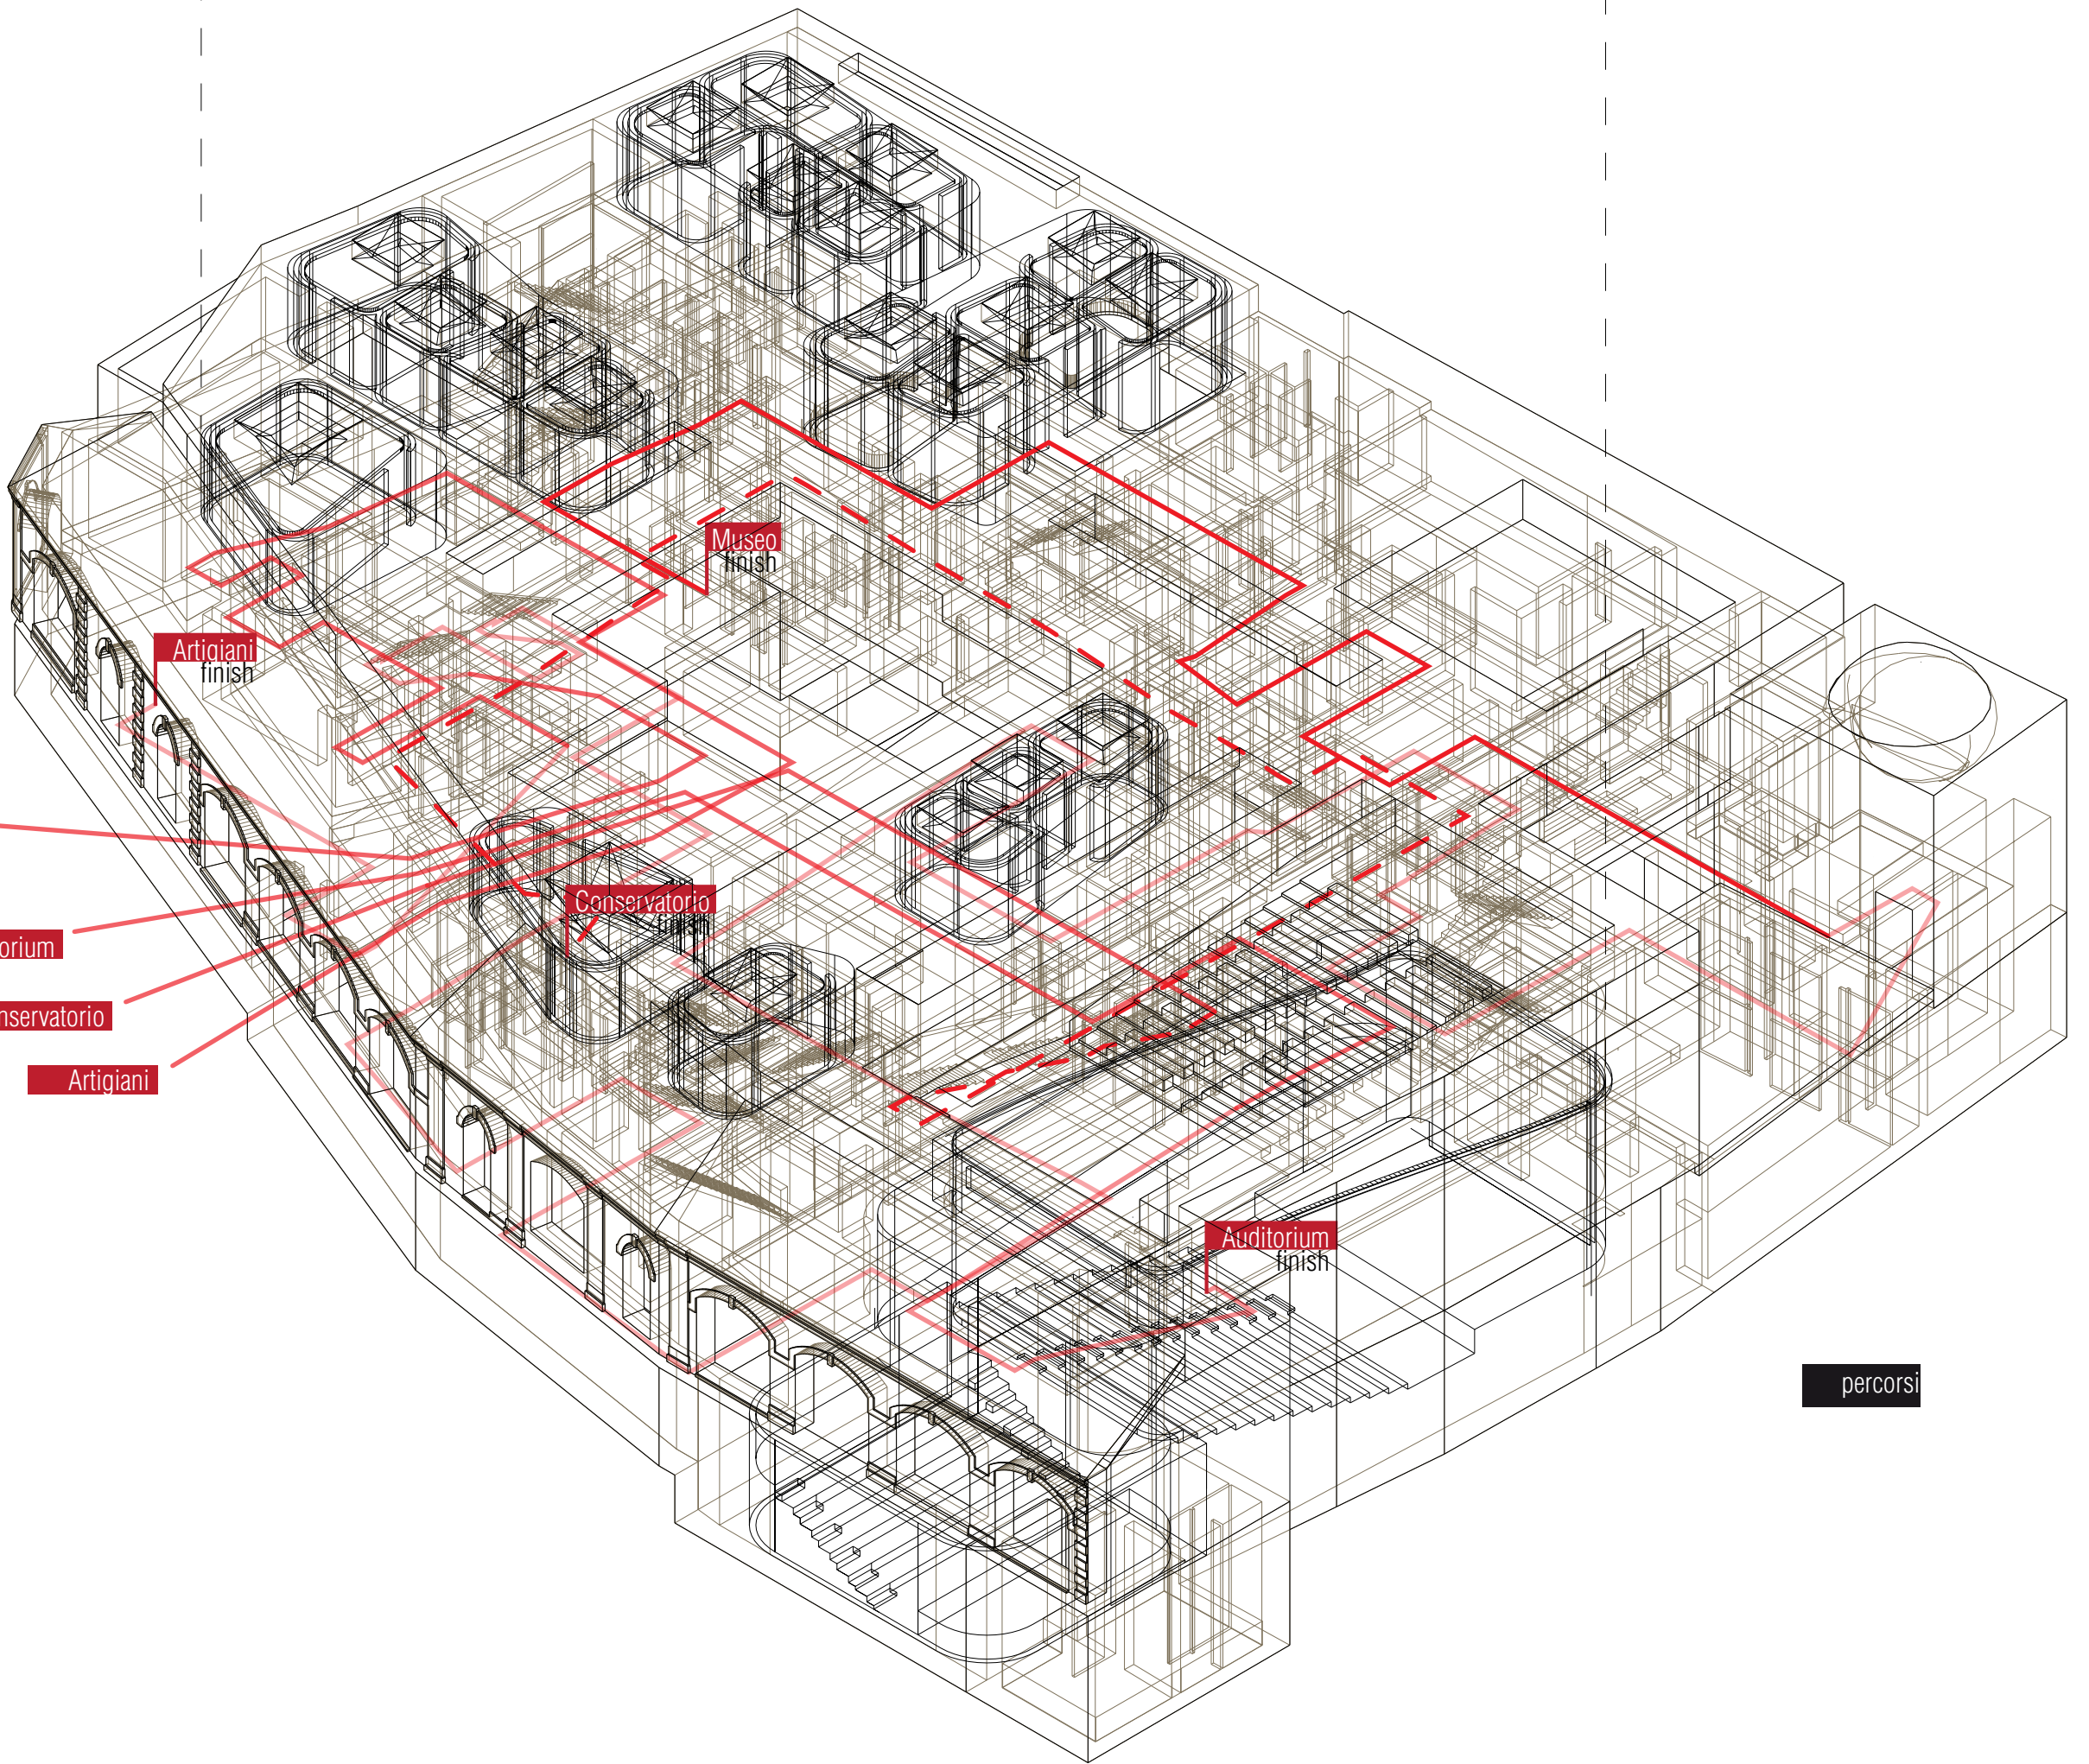 Museo
finish
Artigiani
finish
Conservatorio
finish
orium
nservatorio
Artigiani
Auditorium
finish
percorsi